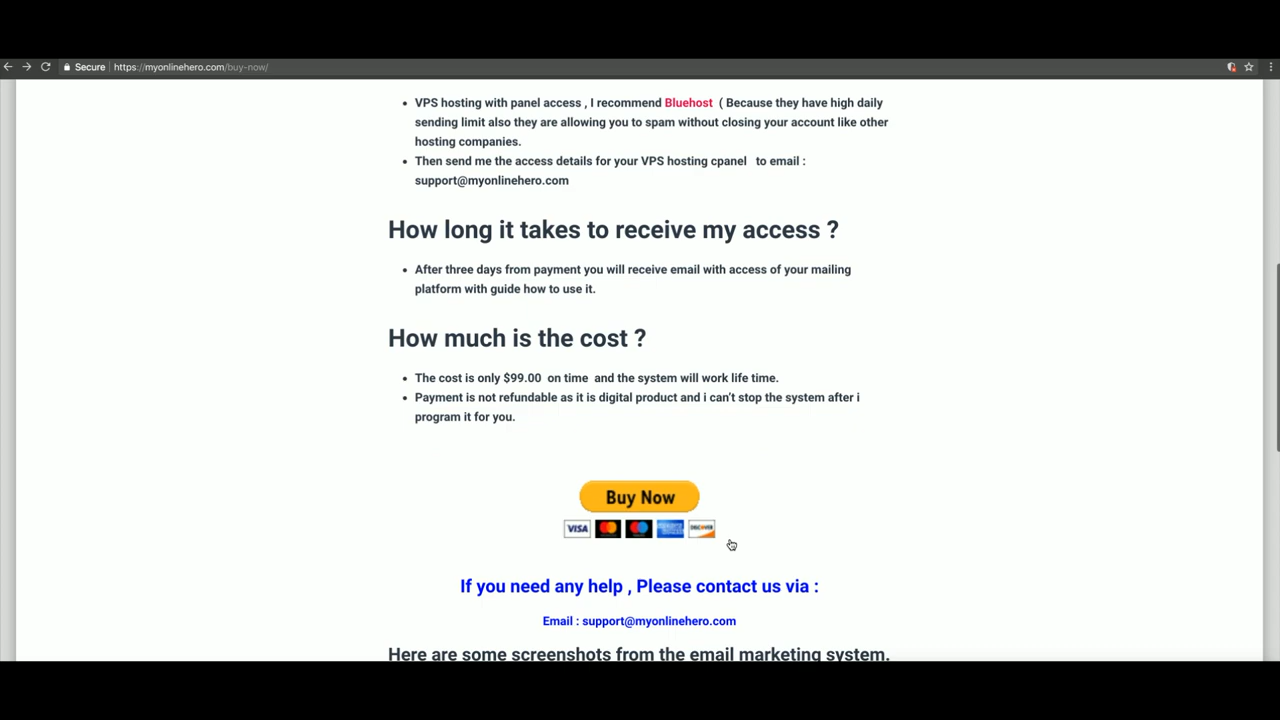 Secure https://myonlinehero.com/buy-now/
VPS hosting with panel access , I recommend Bluehost ( Because they have high daily
sending limit also they are allowing you to spam without closing your account like other
hosting companies.
Then send me the access details for your VPS hosting cpanel to email :
support@myonlinehero.com
How long it takes to receive my access ?
After three days from payment you will receive email with access of your mailing
platform with guide how to use it.
How much is the cost ?
The cost is only $99.00 on time and the system will work life time.
Payment is not refundable as it is digital product and i can't stop the system after i
program it for you.
Buy Now
VISA DISCOVER
If you need any help , Please contact us via :
Email : support@myonlinehero.com
Here are some screenshots from the email marketing system.